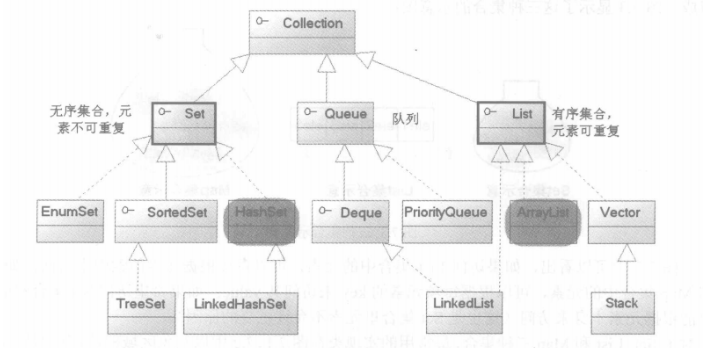 Collection
无序集合，元
素不可重复
Set
Queue
队列
List
有序集合，
元素可重复
EnumSet
SortedSet
HashSet
Deque
PriorityQueue
ArrayList
Vector
TreeSet
LinkedHashSet
LinkedList
Stack